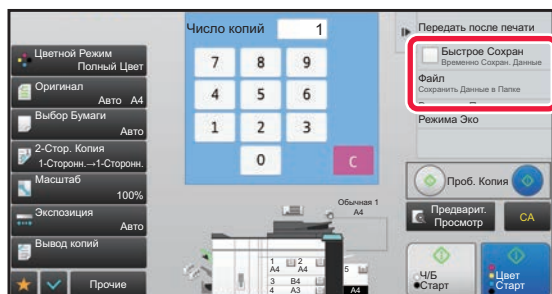 Число копий 1
Передать после печати
Быстрое Сохран
Временно Сохран. Данные
Файл
Сохранить Данные в Папке
Режима Эко
Цветной Режим
Полный Цвет
Оригинал
Авто A4
Выбор Бумаги
Авто
2-Стор. Копия
1-Сторонн.→1-Сторонн.
Масштаб
100%
Экспозиция
Авто
Вывод копий
Прочие
7 8 9
4 5 6
1 2 3
0 C
Обычная 1
A4
1 A4
2 A4
3 B4
4 A3
5
A4
Проб. Копия
Предварит.
Просмотр
CA
Ч/Б
Старт
Цвет
Старт